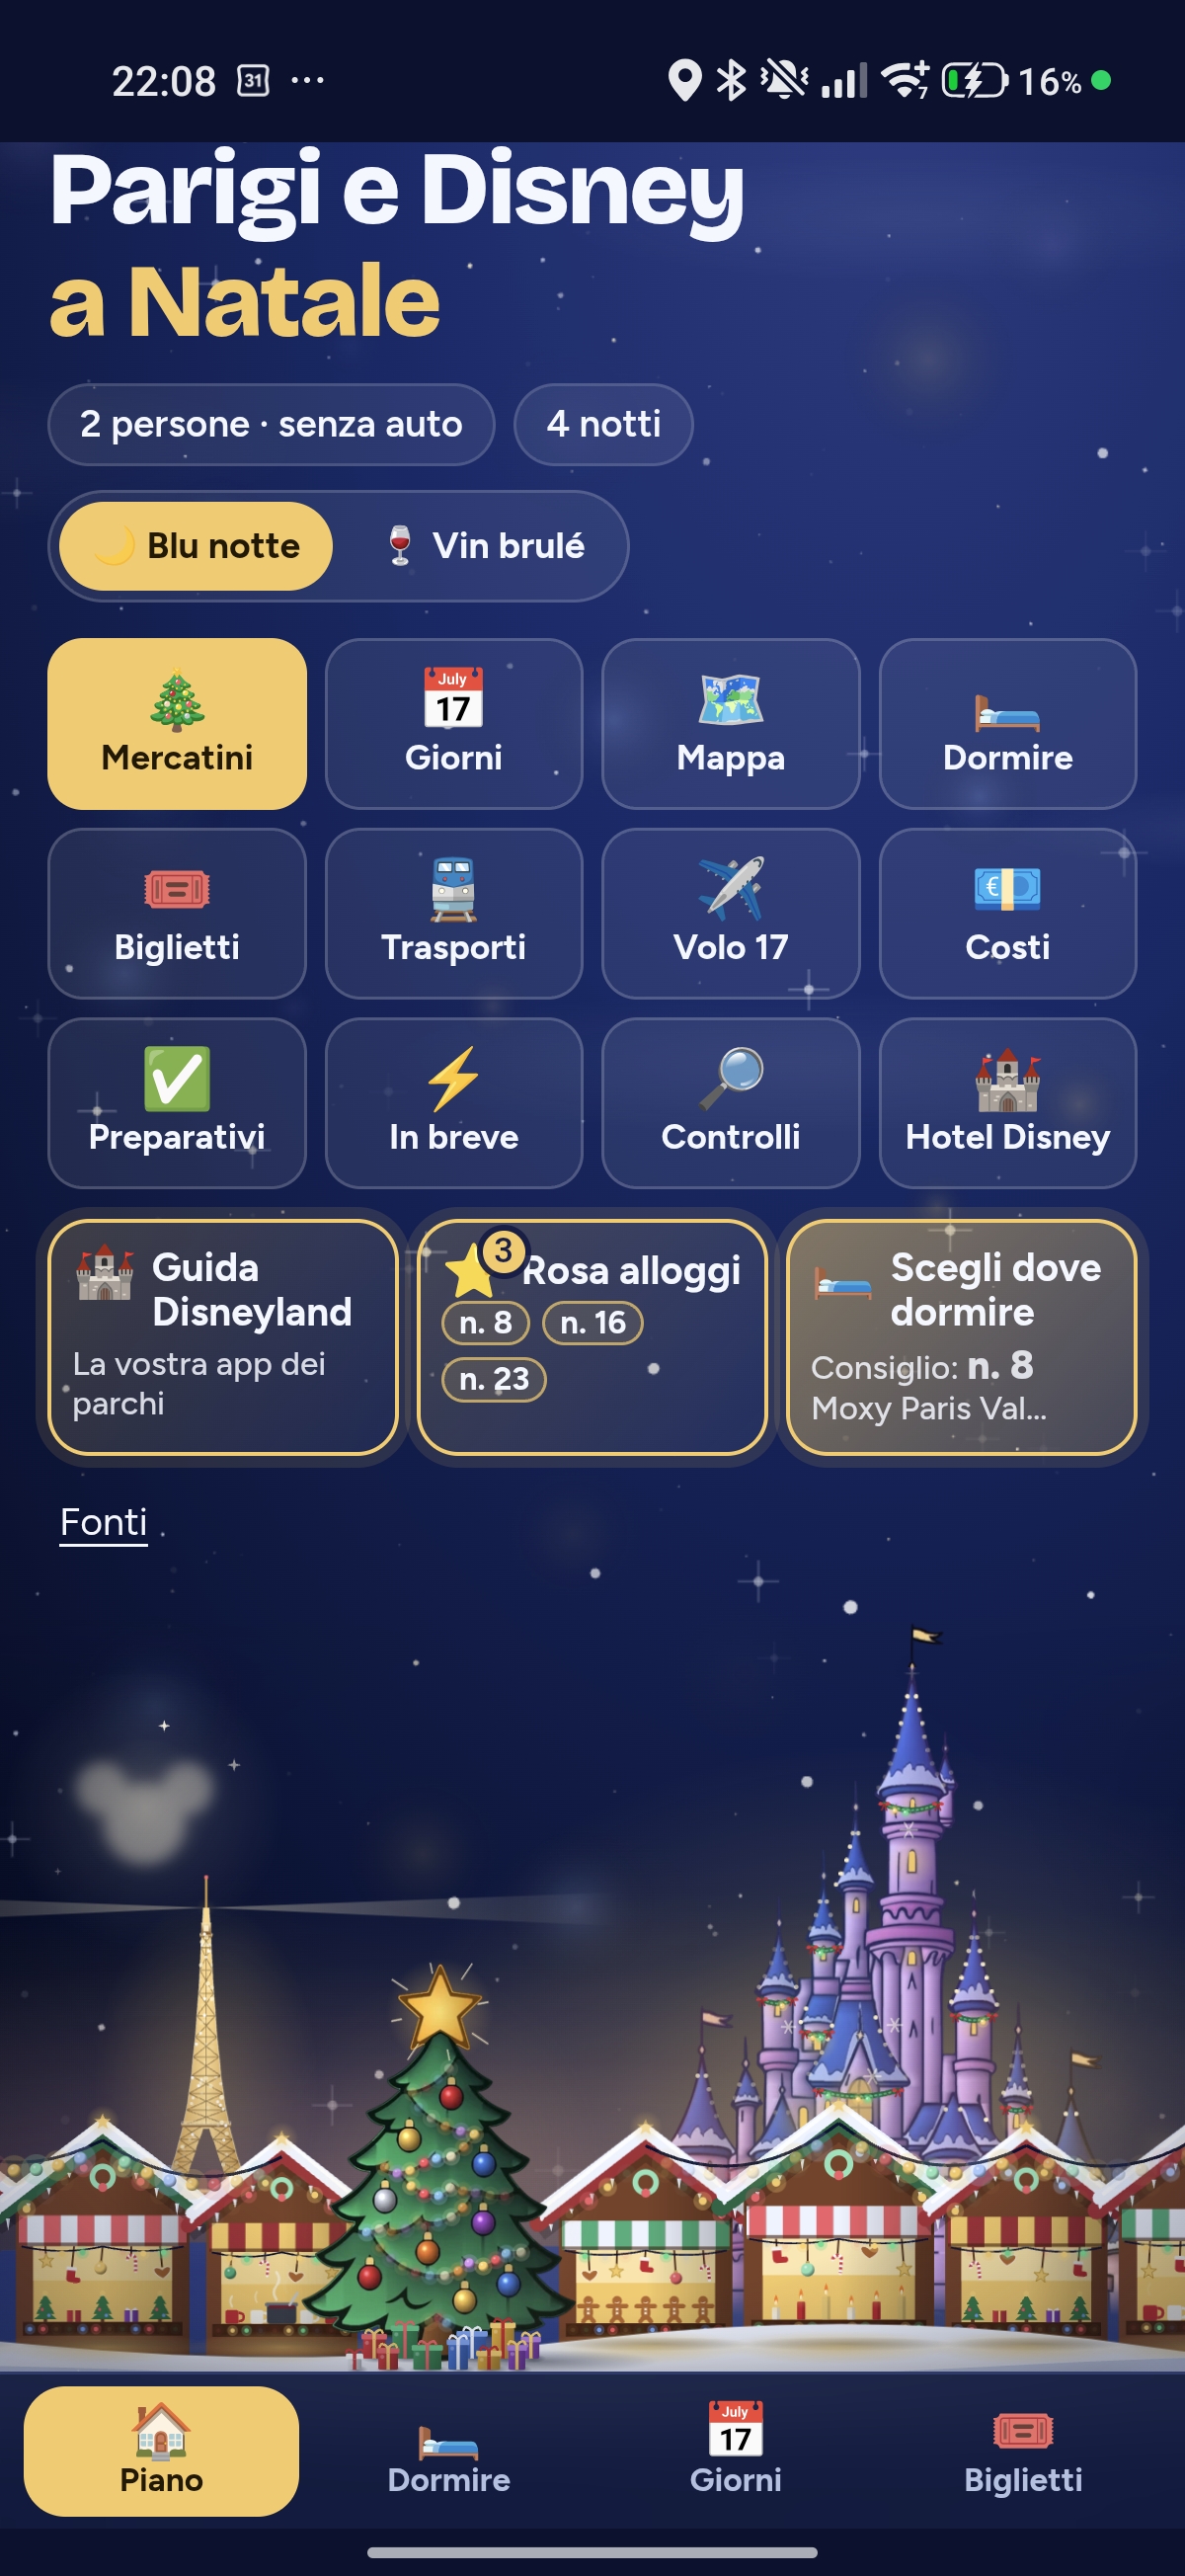 22:08 31 ... 7 16%
Parigi e Disney
a Natale
2 persone · senza auto 4 notti
Blu notte Vin brulé
July 17
Mercatini Giorni Mappa Dormire
Biglietti Trasporti Volo 17 Costi
Preparativi In breve Controlli Hotel Disney
Guida
Disneyland
La vostra app dei
parchi
3
Rosa alloggi
n. 8 n. 16
n. 23
Scegli dove
dormire
Consiglio: n. 8
Moxy Paris Val...
Fonti
July 17
Piano Dormire Giorni Biglietti